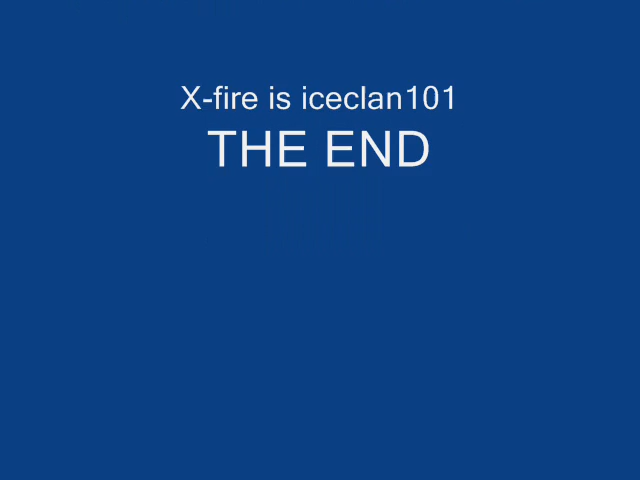 X-fire is iceclan101
THE END